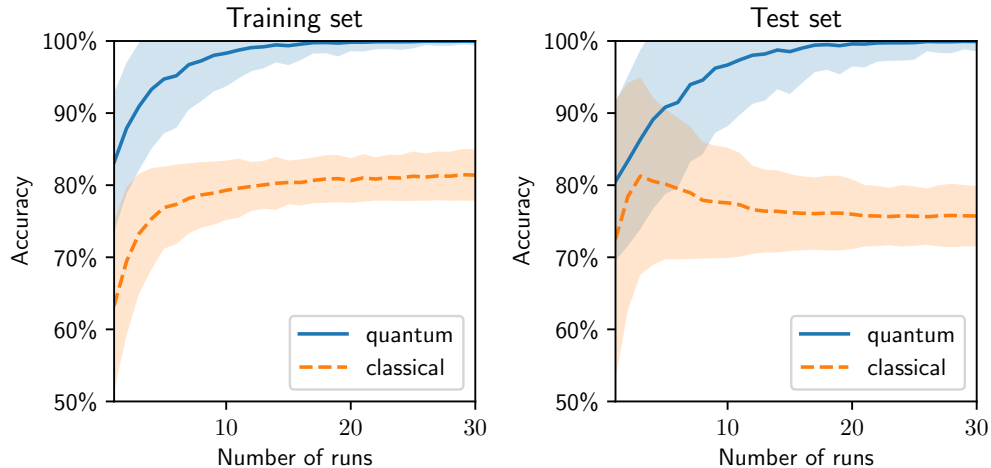 Training set
100%
90%
80%
70%
60%
50%
Accuracy
quantum
classical
10
20
30
Number of runs
Test set
100%
90%
80%
70%
60%
50%
Accuracy
quantum
classical
10
20
30
Number of runs